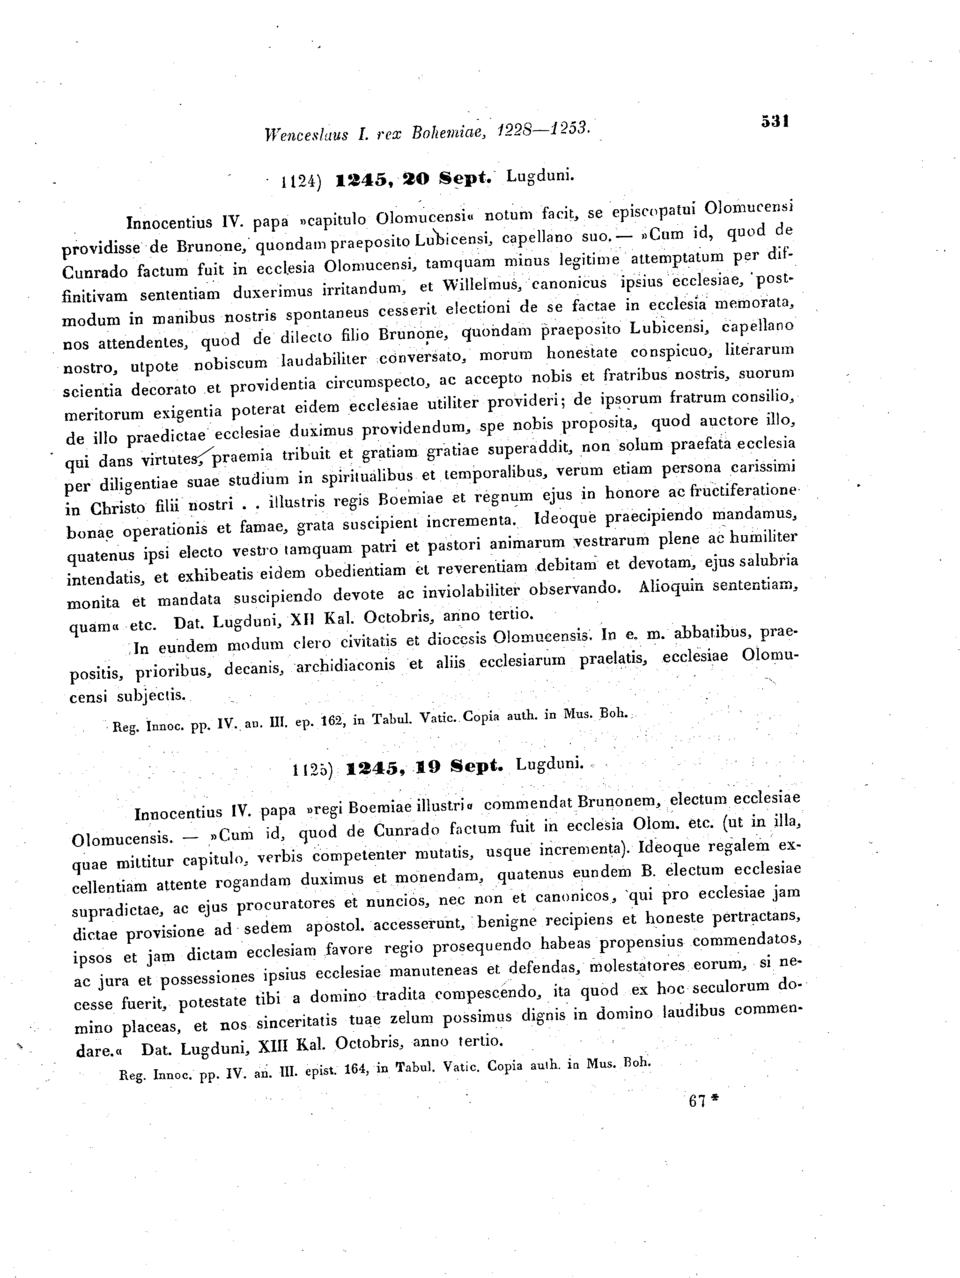 Wenceslaus I. rex Bohemiae, 1228—1253.
531
1124) 1245, 20 Sept. Lugduni.
Innocentius IV. papa »capitulo Olomucensi« notum facit, se episcopatui Olomucensi
providisse de Brunone, quondam praeposito Lubicensi, capellano suo. — »Cum id, quod de
Cunrado factum fuit in ecclesia Olomucensi, tamquam minus legitime attemptatum per dif-
finitivam sententiam duxerimus irritandum, et Willelmus, canonicus ipsius ecclesiae, post-
modum in manibus nostris spontaneus cesserit electioni de se factae in ecclesia memorata,
nos attendentes, quod de dilecto filio Brunone, quondam praeposito Lubicensi, capellano
nostro, utpote nobiscum laudabiliter conversato, morum honestate conspicuo, literarum
scientia decorato et providentia circumspecto, ac accepto nobis et fratribus nostris, suorum
meritorum exigentia poterat eidem ecclesiae utiliter provideri; de ipsorum fratrum consilio,
de illo praedictae ecclesiae duximus providendum, spe nobis proposita, quod auctore illo,
qui dans virtutes, praemia tribuit et gratiam gratiae superaddit, non solum praefata ecclesia
per diligentiae suae studium in spiritualibus et temporalibus, verum etiam persona carissimi
in Christo filii nostri . . illustris regis Boemiae et regnum ejus in honore ac fructiferatione
bonae operationis et famae, grata suscipient incrementa. Ideoque praecipiendo mandamus,
quatenus ipsi electo vestro tamquam patri et pastori animarum vestrarum plene ac humiliter
intendatis, et exhibeatis eidem obedientiam et reverentiam debitam et devotam, ejus salubria
monita et mandata suscipiendo devote ac inviolabiliter observando. Alioquin sententiam,
quam« etc. Dat. Lugduni, XII Kal. Octobris, anno tertio.
In eundem modum clero civitatis et diocesis Olomucensis. In e. m. abbatibus, prae-
positis, prioribus, decanis, archidiaconis et aliis ecclesiarum praelatis, ecclesiae Olomu-
censi subjectis.
Reg. Innoc. pp. IV. an. III. ep. 162, in Tabul. Vatic. Copia auth. in Mus. Boh.
1125) 1245, 19 Sept. Lugduni.
Innocentius IV. papa »regi Boemiae illustri« commendat Brunonem, electum ecclesiae
Olomucensis. — »Cum id, quod de Cunrado factum fuit in ecclesia Olom. etc. (ut in illa,
quae mittitur capitulo, verbis competenter mutatis, usque incrementa). Ideoque regalem ex-
cellentiam attente rogandam duximus et monendam, quatenus eundem B. electum ecclesiae
supradictae, ac ejus procuratores et nuncios, nec non et canonicos, qui pro ecclesiae jam
dictae provisione ad sedem apostol. accesserunt, benigne recipiens et honeste pertractans,
ipsos et jam dictam ecclesiam favore regio prosequendo habeas propensius commendatos,
ac jura et possessiones ipsius ecclesiae manuteneas et defendas, molestatores eorum, si ne-
cesse fuerit, potestate tibi a domino tradita compescendo, ita quod ex hoc seculorum do-
mino placeas, et nos sinceritatis tuae zelum possimus dignis in domino laudibus commen-
dare.« Dat. Lugduni, XIII Kal. Octobris, anno tertio.
Reg. Innoc. pp. IV. an. III. epist. 164, in Tabul. Vatic. Copia auth. in Mus. Boh.
67*